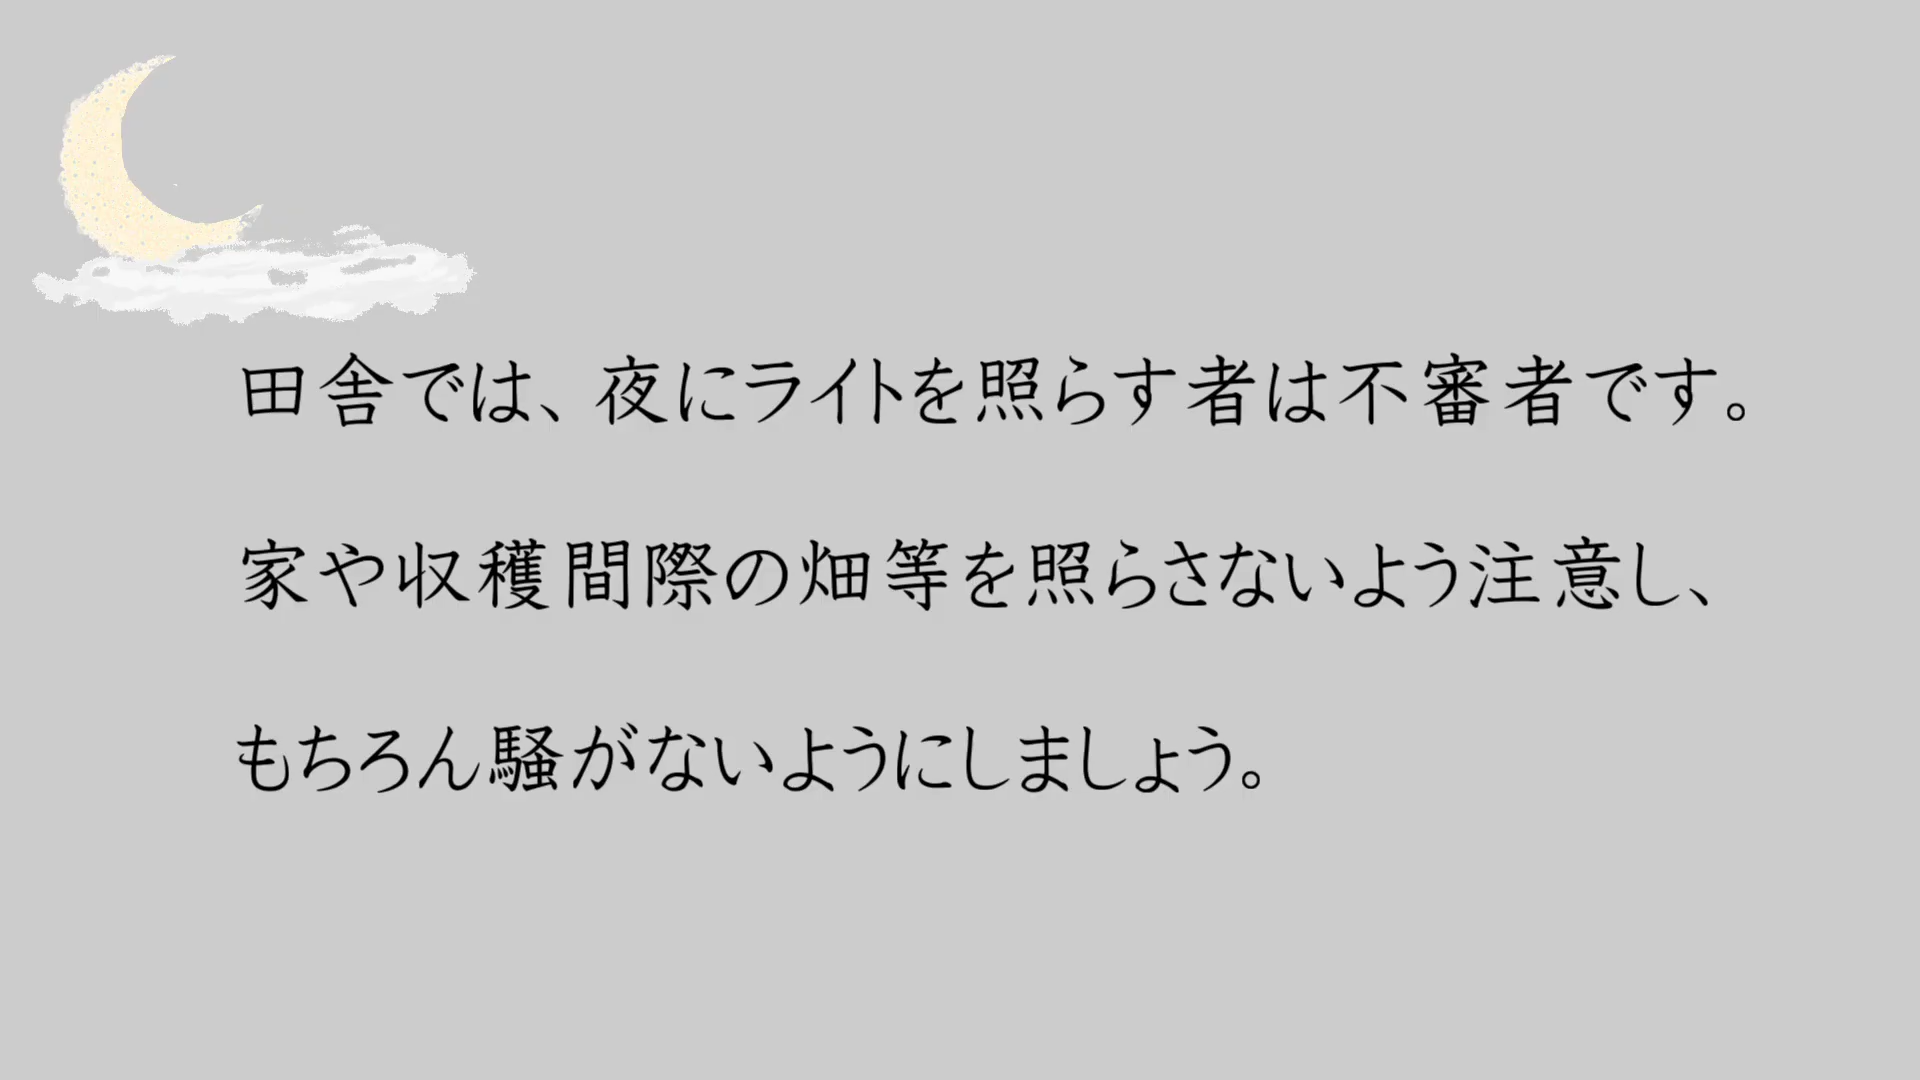 田舎では、夜にライトを照らす者は不審者です。
家や収穫間際の畑等を照らさないよう注意し、
もちろん騒がないようにしましょう。